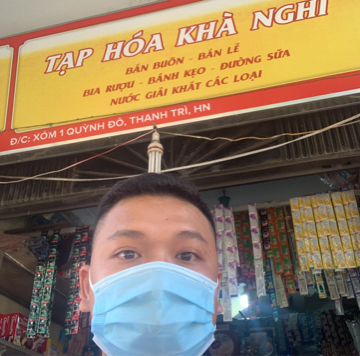 TẠP HÓA KHẢ NGHI
BÁN BUÔN - BÁN LẺ
BIA RƯỢU - BÁNH KẸO - ĐƯỜNG SỮA
NƯỚC GIẢI KHÁT CÁC LOẠI
Đ/C: XÓM 1 QUỲNH ĐÔ, THANH TRÌ, HN